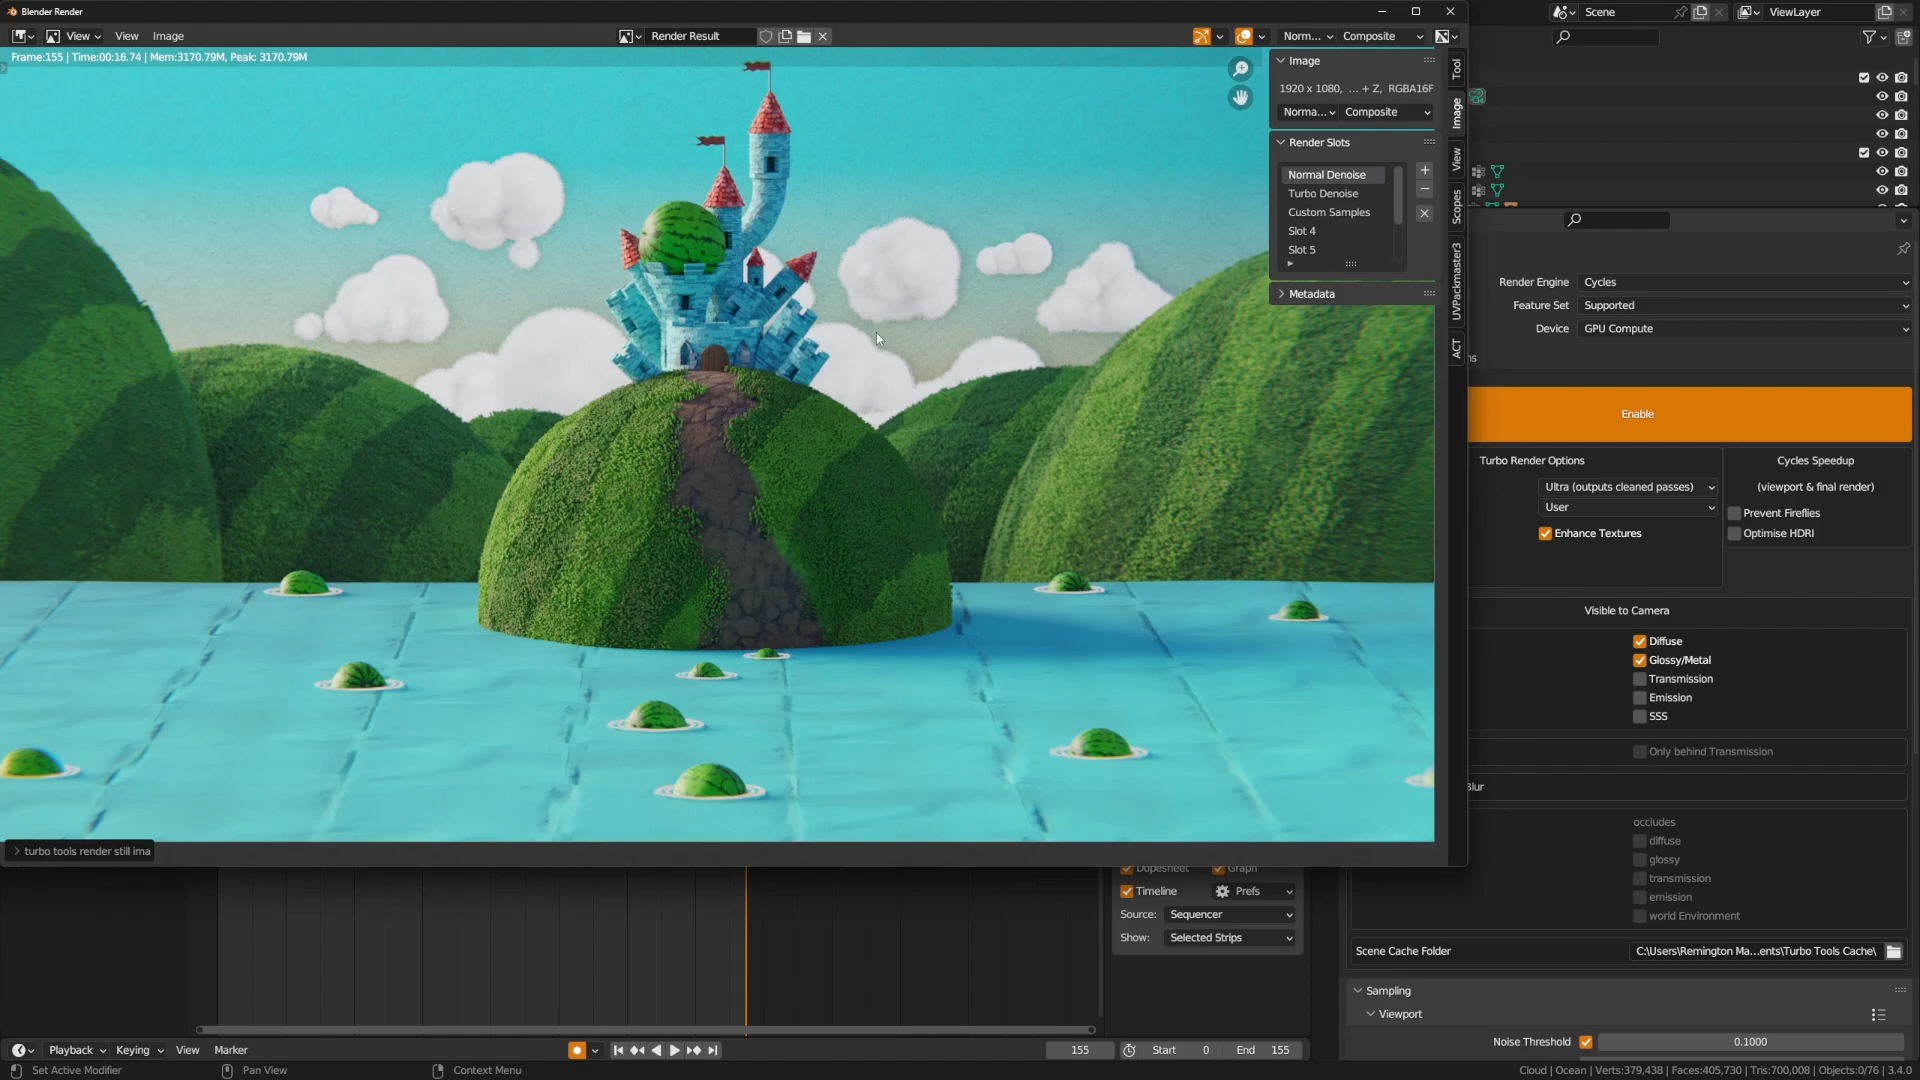 Blender Render
View
View
Image
Render Result
Norm...
Composite
Scene
ViewLayer
Frame:155 | Time:00:16.74 | Mem:3170.79M, Peak: 3170.79M
Image
1920 x 1080, ... + Z, RGBA16F
Norma...
Composite
Render Slots
Normal Denoise
Turbo Denoise
Custom Samples
Slot 4
Slot 5
Metadata
Tool
Image
View
Scopes
UVPackmaster3
ACT
Render Engine
Cycles
Feature Set
Supported
Device
GPU Compute
Enable
Turbo Render Options
Cycles Speedup
Ultra (outputs cleaned passes)
(viewport & final render)
User
Prevent Fireflies
Enhance Textures
Optimise HDRI
Visible to Camera
Diffuse
Glossy/Metal
Transmission
Emission
SSS
Only behind Transmission
Blur
occludes
diffuse
glossy
transmission
emission
world Environment
Scene Cache Folder
C:\Users\Remington Ma...ents\Turbo Tools Cache\
Sampling
Viewport
Noise Threshold
0.1000
turbo tools render still ima
Dopesheet
Graph
Timeline
Prefs
Source:
Sequencer
Show:
Selected Strips
Playback
Keying
View
Marker
155
Start 0
End 155
Set Active Modifier
Pan View
Context Menu
Cloud | Ocean | Verts:379,438 | Faces:405,730 | Tris:700,008 | Objects:0/76 | 3.4.0